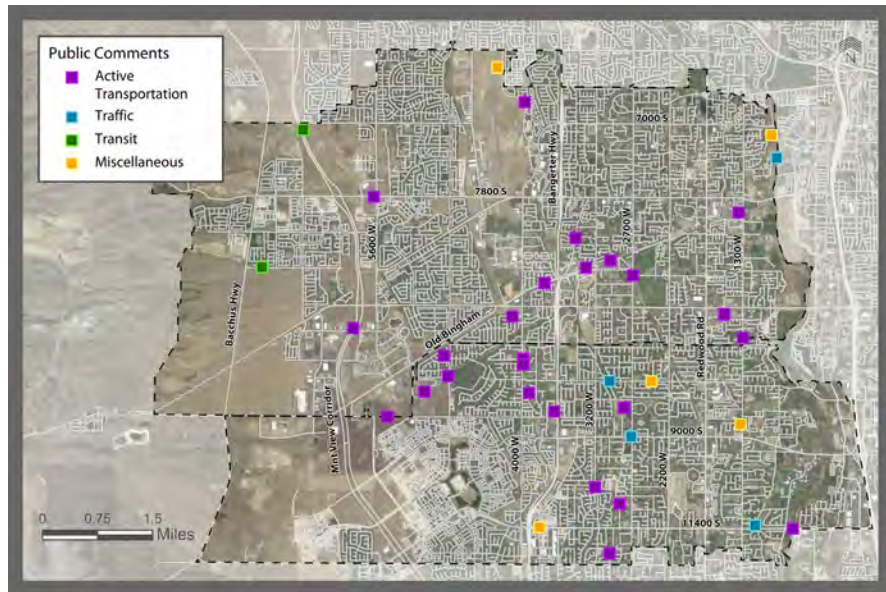 Public Comments
Active
Transportation
Traffic
Transit
Miscellaneous
N
7000 S
Bangerter Hwy
7800 S
5600 W
2700 W
1300 W
Bacchus Hwy
Old Bingham
Redwood Rd
Mnt View Corridor
4000 W
3200 W
9000 S
2200 W
11400 S
0 0.75 1.5
Miles